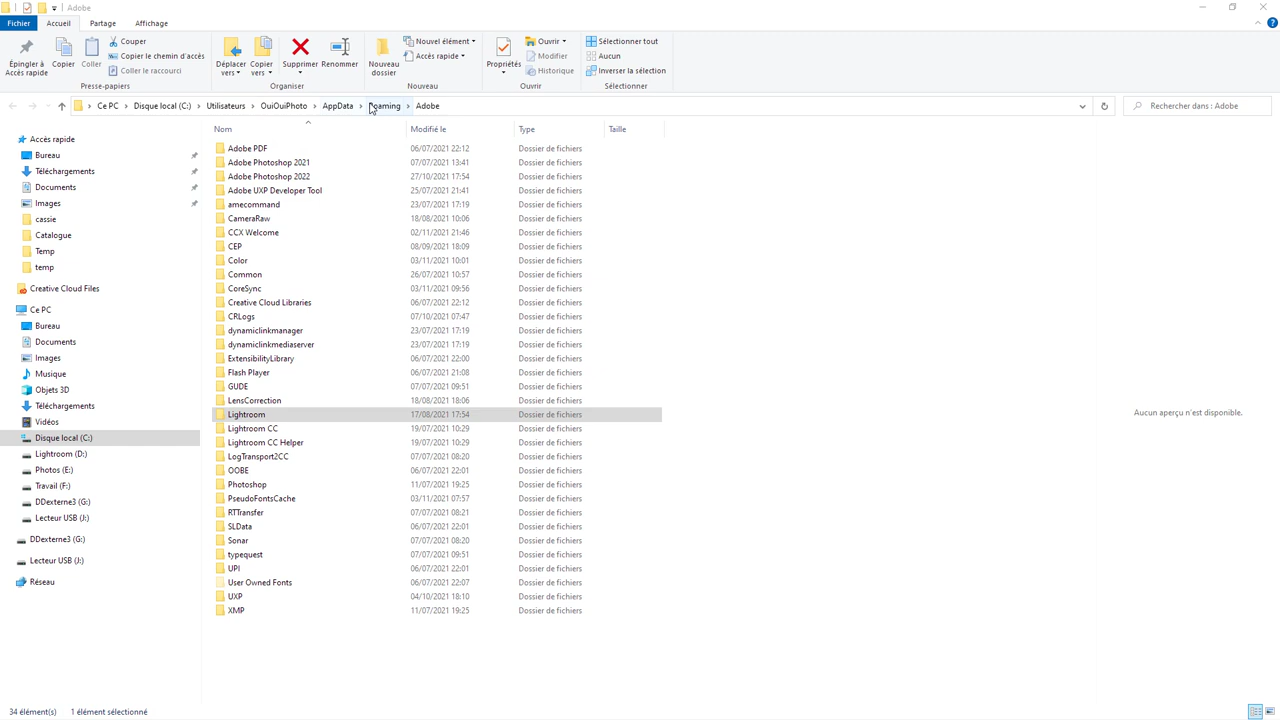 Adobe
Fichier Accueil Partage Affichage
Épingler à Accès rapide
Copier
Coller
Couper
Copier le chemin d'accès
Coller le raccourci
Presse-papiers
Déplacer vers
Copier vers
Supprimer
Renommer
Organiser
Nouveau dossier
Nouvel élément
Accès rapide
Nouveau
Propriétés
Ouvrir
Modifier
Historique
Ouvrir
Sélectionner tout
Aucun
Inverser la sélection
Sélectionner
Ce PC > Disque local (C:) > Utilisateurs > OuiOuiPhoto > AppData > Roaming > Adobe
Rechercher dans : Adobe
Accès rapide
Bureau
Téléchargements
Documents
Images
cassie
Catalogue
Temp
temp
Creative Cloud Files
Ce PC
Bureau
Documents
Images
Musique
Objets 3D
Téléchargements
Vidéos
Disque local (C:)
Lightroom (D:)
Photos (E:)
Travail (F:)
DDexterne3 (G:)
Lecteur USB (J:)
DDexterne3 (G:)
Lecteur USB (J:)
Réseau
Nom Modifié le Type Taille
Adobe PDF 06/07/2021 22:12 Dossier de fichiers
Adobe Photoshop 2021 07/07/2021 13:41 Dossier de fichiers
Adobe Photoshop 2022 27/10/2021 17:54 Dossier de fichiers
Adobe UXP Developer Tool 25/07/2021 21:41 Dossier de fichiers
amecommand 23/07/2021 17:19 Dossier de fichiers
CameraRaw 18/08/2021 10:06 Dossier de fichiers
CCX Welcome 02/11/2021 21:46 Dossier de fichiers
CEP 08/09/2021 18:09 Dossier de fichiers
Color 03/11/2021 10:01 Dossier de fichiers
Common 26/07/2021 10:57 Dossier de fichiers
CoreSync 03/11/2021 09:56 Dossier de fichiers
Creative Cloud Libraries 06/07/2021 22:12 Dossier de fichiers
CRLogs 07/10/2021 07:47 Dossier de fichiers
dynamiclinkmanager 23/07/2021 17:19 Dossier de fichiers
dynamiclinkmediaserver 23/07/2021 17:19 Dossier de fichiers
ExtensibilityLibrary 06/07/2021 22:00 Dossier de fichiers
Flash Player 06/07/2021 21:08 Dossier de fichiers
GUDE 07/07/2021 09:51 Dossier de fichiers
LensCorrection 18/08/2021 18:06 Dossier de fichiers
Lightroom 17/08/2021 17:54 Dossier de fichiers
Lightroom CC 19/07/2021 10:29 Dossier de fichiers
Lightroom CC Helper 19/07/2021 10:29 Dossier de fichiers
LogTransport2CC 07/07/2021 08:20 Dossier de fichiers
OOBE 06/07/2021 22:01 Dossier de fichiers
Photoshop 11/07/2021 19:25 Dossier de fichiers
PseudoFontsCache 03/11/2021 07:57 Dossier de fichiers
RTTransfer 07/07/2021 08:21 Dossier de fichiers
SLData 06/07/2021 22:01 Dossier de fichiers
Sonar 07/07/2021 08:20 Dossier de fichiers
typequest 07/07/2021 09:51 Dossier de fichiers
UPI 06/07/2021 22:01 Dossier de fichiers
User Owned Fonts 06/07/2021 22:07 Dossier de fichiers
UXP 04/10/2021 18:10 Dossier de fichiers
XMP 11/07/2021 19:25 Dossier de fichiers
Aucun aperçu n'est disponible.
34 élément(s) 1 élément sélectionné